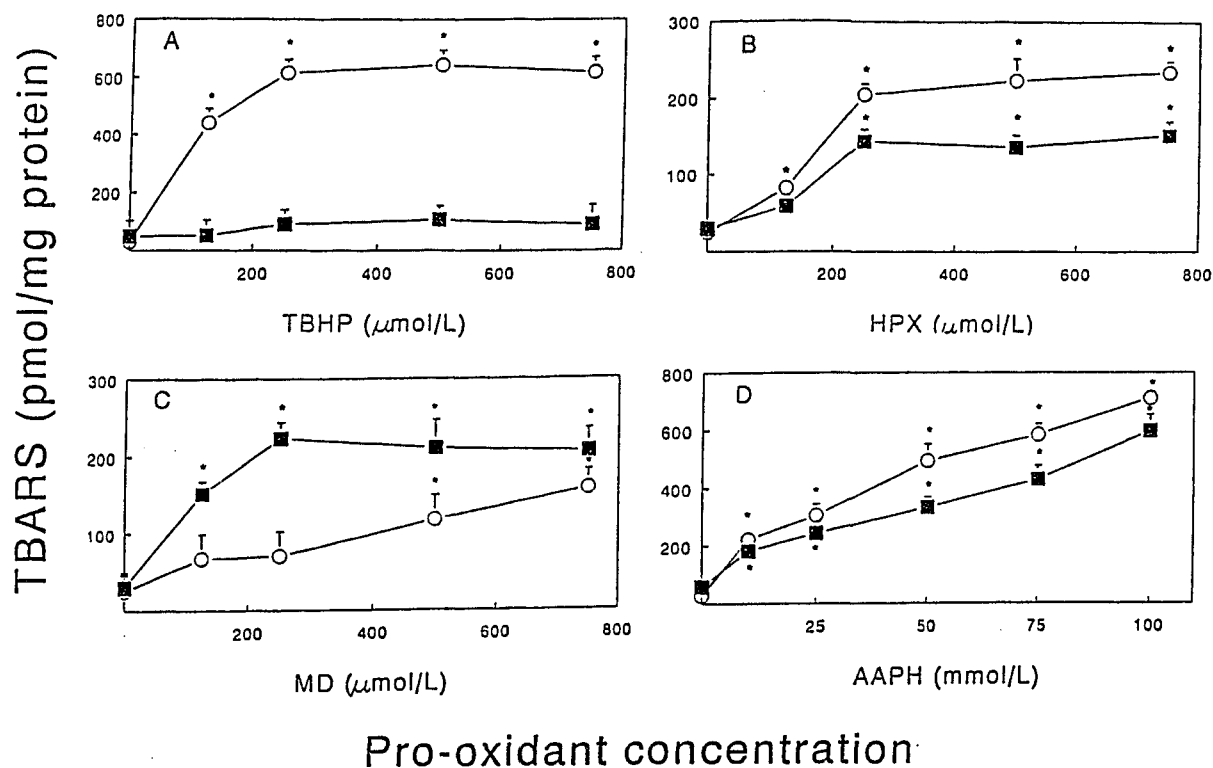 TBARS (pmol/mg protein)
A
800
600
400
200
200 400 600 800
TBHP (μmol/L)
B
300
200
100
200 400 600 800
HPX (μmol/L)
C
300
200
100
200 400 600 800
MD (μmol/L)
D
800
600
400
200
25 50 75 100
AAPH (mmol/L)
Pro-oxidant concentration